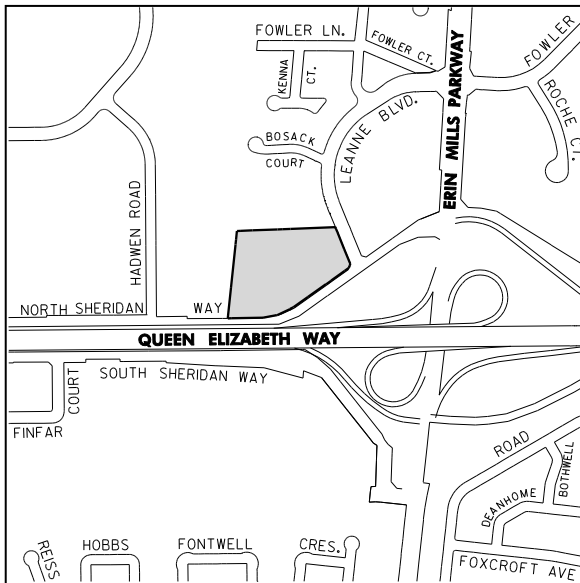 FOWLER LN.
FOWLER CT.
FOWLER
KENNA
CT.
ROCHE CT.
LEANNE BLVD.
ERIN MILLS PARKWAY
BOSACK
COURT
HADWEN ROAD
NORTH SHERIDAN WAY
QUEEN ELIZABETH WAY
SOUTH SHERIDAN WAY
COURT
FINFAR
ROAD
BOTHWELL
DEANHOME
REISS
HOBBS
FONTWELL
CRES.
FOXCROFT AVE